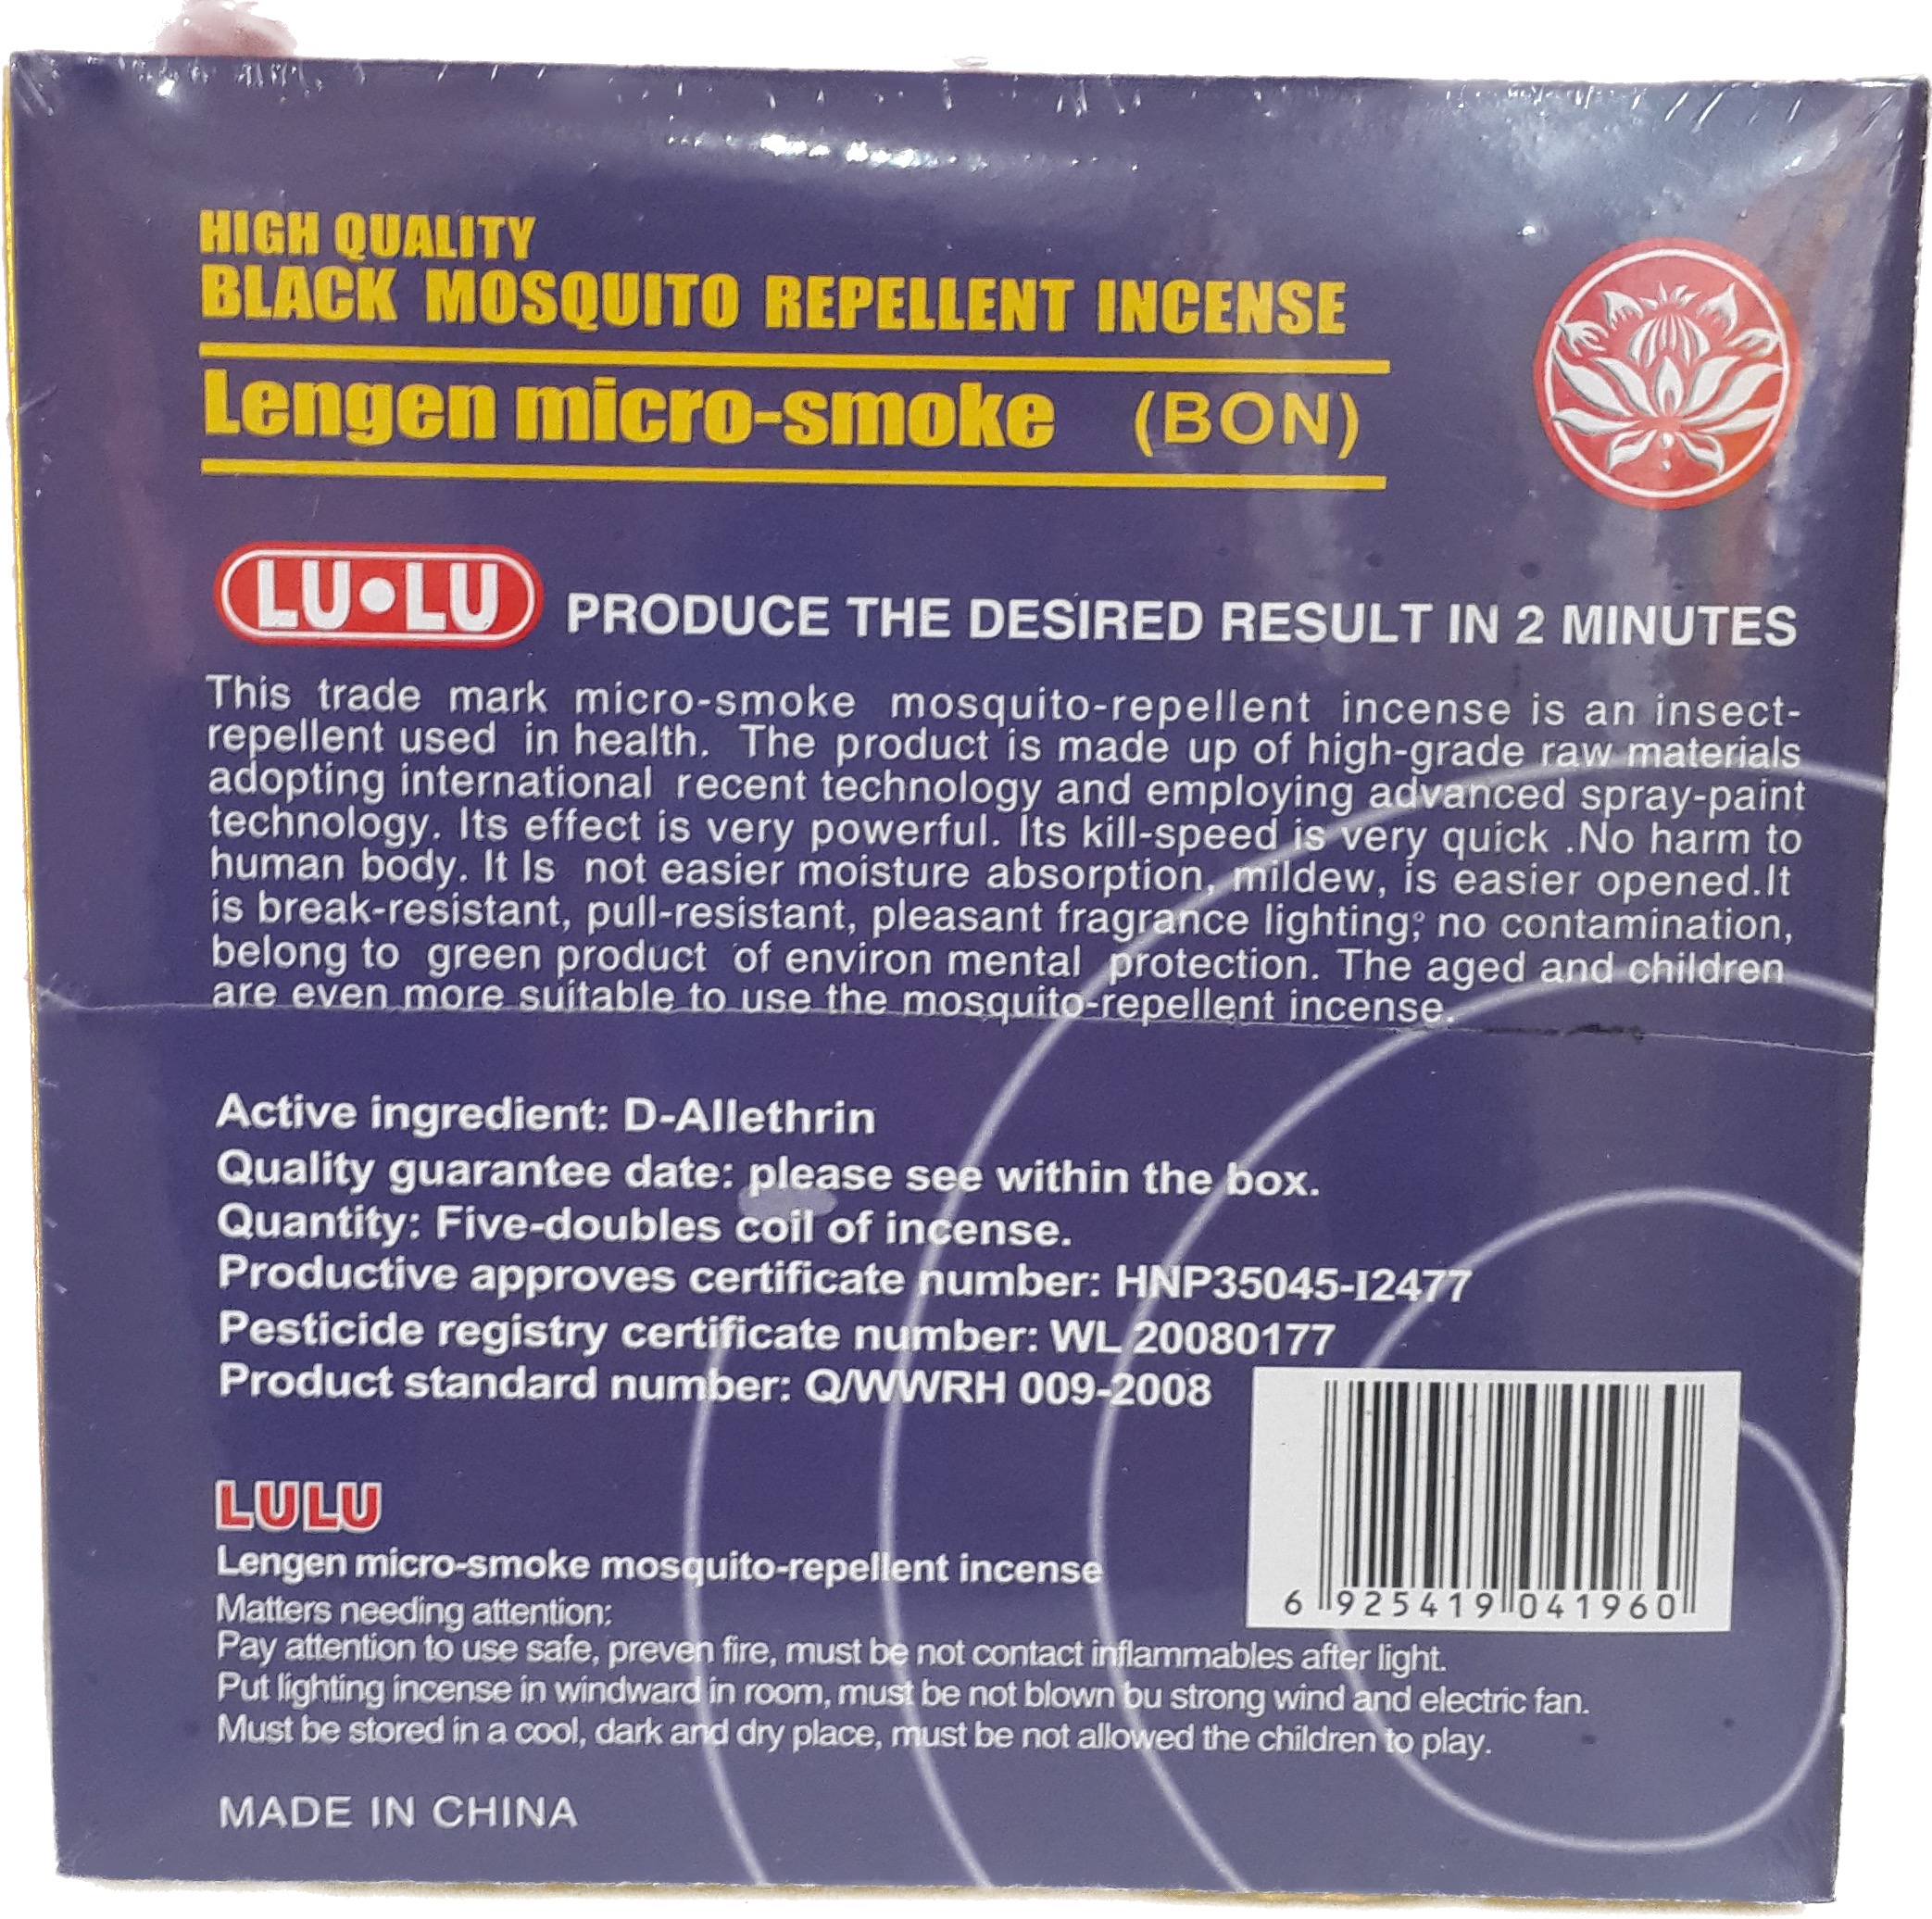 HIGH QUALITY
BLACK MOSQUITO REPELLENT INCENSE
Lengen micro-smoke (BON)
LU•LU PRODUCE THE DESIRED RESULT IN 2 MINUTES
This trade mark micro-smoke mosquito-repellent incense is an insect-
repellent used in health. The product is made up of high-grade raw materials
adopting international recent technology and employing advanced spray-paint
technology. Its effect is very powerful. Its kill-speed is very quick .No harm to
human body. It Is not easier moisture absorption, mildew, is easier opened.It
is break-resistant, pull-resistant, pleasant fragrance lighting; no contamination,
belong to green product of environ mental protection. The aged and children
are even more suitable to use the mosquito-repellent incense.
Active ingredient: D-Allethrin
Quality guarantee date: please see within the box.
Quantity: Five-doubles coil of incense.
Productive approves certificate number: HNP35045-I2477
Pesticide registry certificate number: WL 20080177
Product standard number: Q/WWRH 009-2008
LULU
Lengen micro-smoke mosquito-repellent incense
Matters needing attention:
Pay attention to use safe, preven fire, must be not contact inflammables after light.
Put lighting incense in windward in room, must be not blown bu strong wind and electric fan.
Must be stored in a cool, dark and dry place, must be not allowed the children to play.
6 925419 041960
MADE IN CHINA